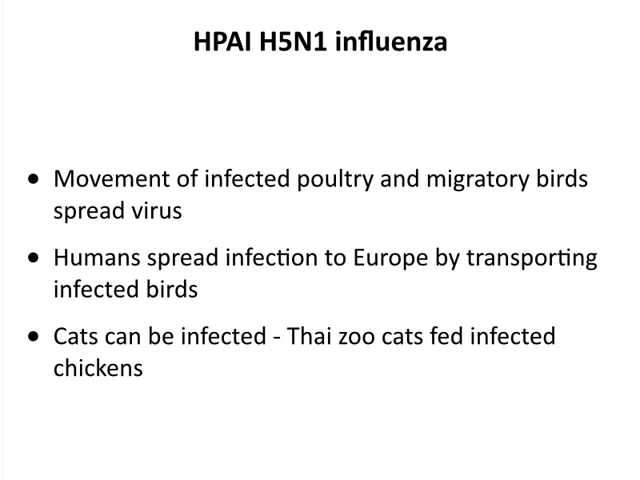 HPAI H5N1 influenza
● Movement of infected poultry and migratory birds
spread virus
● Humans spread infection to Europe by transporting
infected birds
● Cats can be infected - Thai zoo cats fed infected
chickens